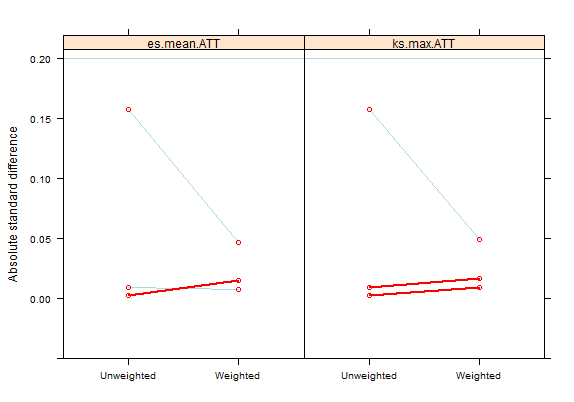 es.mean.ATT
ks.max.ATT
Absolute standard difference
0.20
0.15
0.10
0.05
0.00
Unweighted
Weighted
Unweighted
Weighted